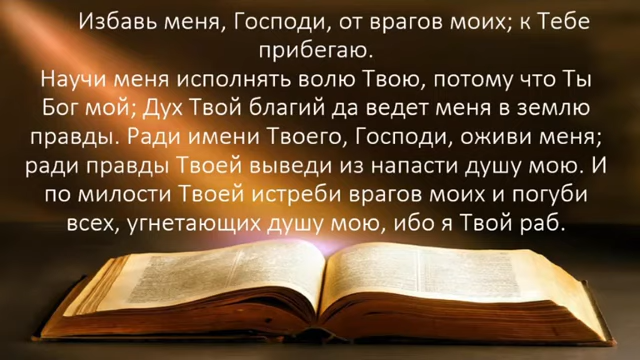 Избавь меня, Господи, от врагов моих; к Тебе
прибегаю.
Научи меня исполнять волю Твою, потому что Ты
Бог мой; Дух Твой благий да ведет меня в землю
правды. Ради имени Твоего, Господи, оживи меня;
ради правды Твоей выведи из напасти душу мою. И
по милости Твоей истреби врагов моих и погуби
всех, угнетающих душу мою, ибо я Твой раб.